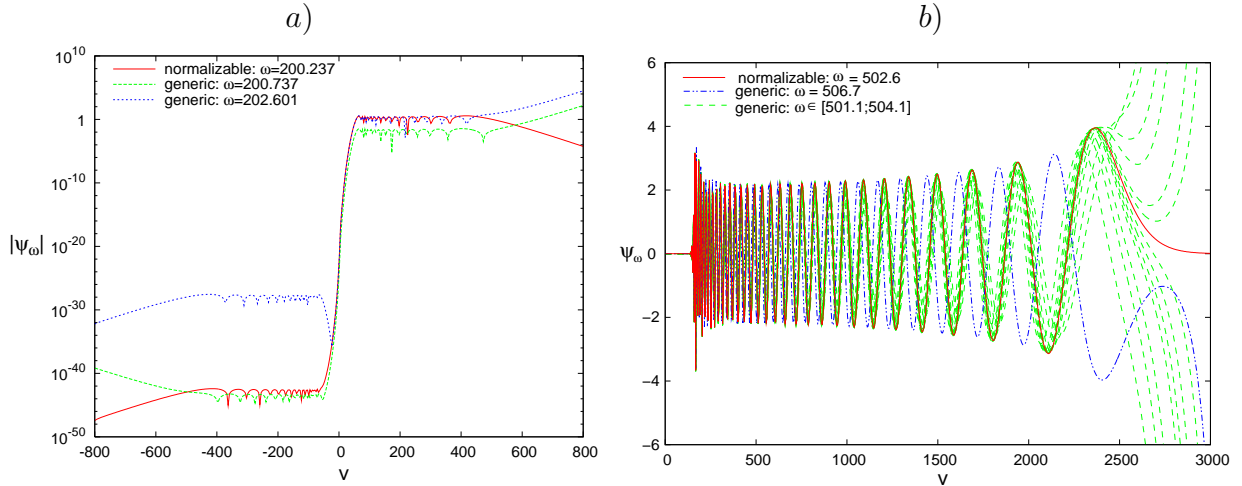 a)
10^10
1
10^-10
10^-20
10^-30
10^-40
10^-50
|ψω|
normalizable: ω=200.237
generic: ω=200.737
generic: ω=202.601
-800 -600 -400 -200 0 200 400 600 800
v
b)
6
4
2
0
-2
-4
-6
ψω
normalizable: ω = 502.6
generic: ω = 506.7
generic: ω∈ [501.1;504.1]
0 500 1000 1500 2000 2500 3000
v